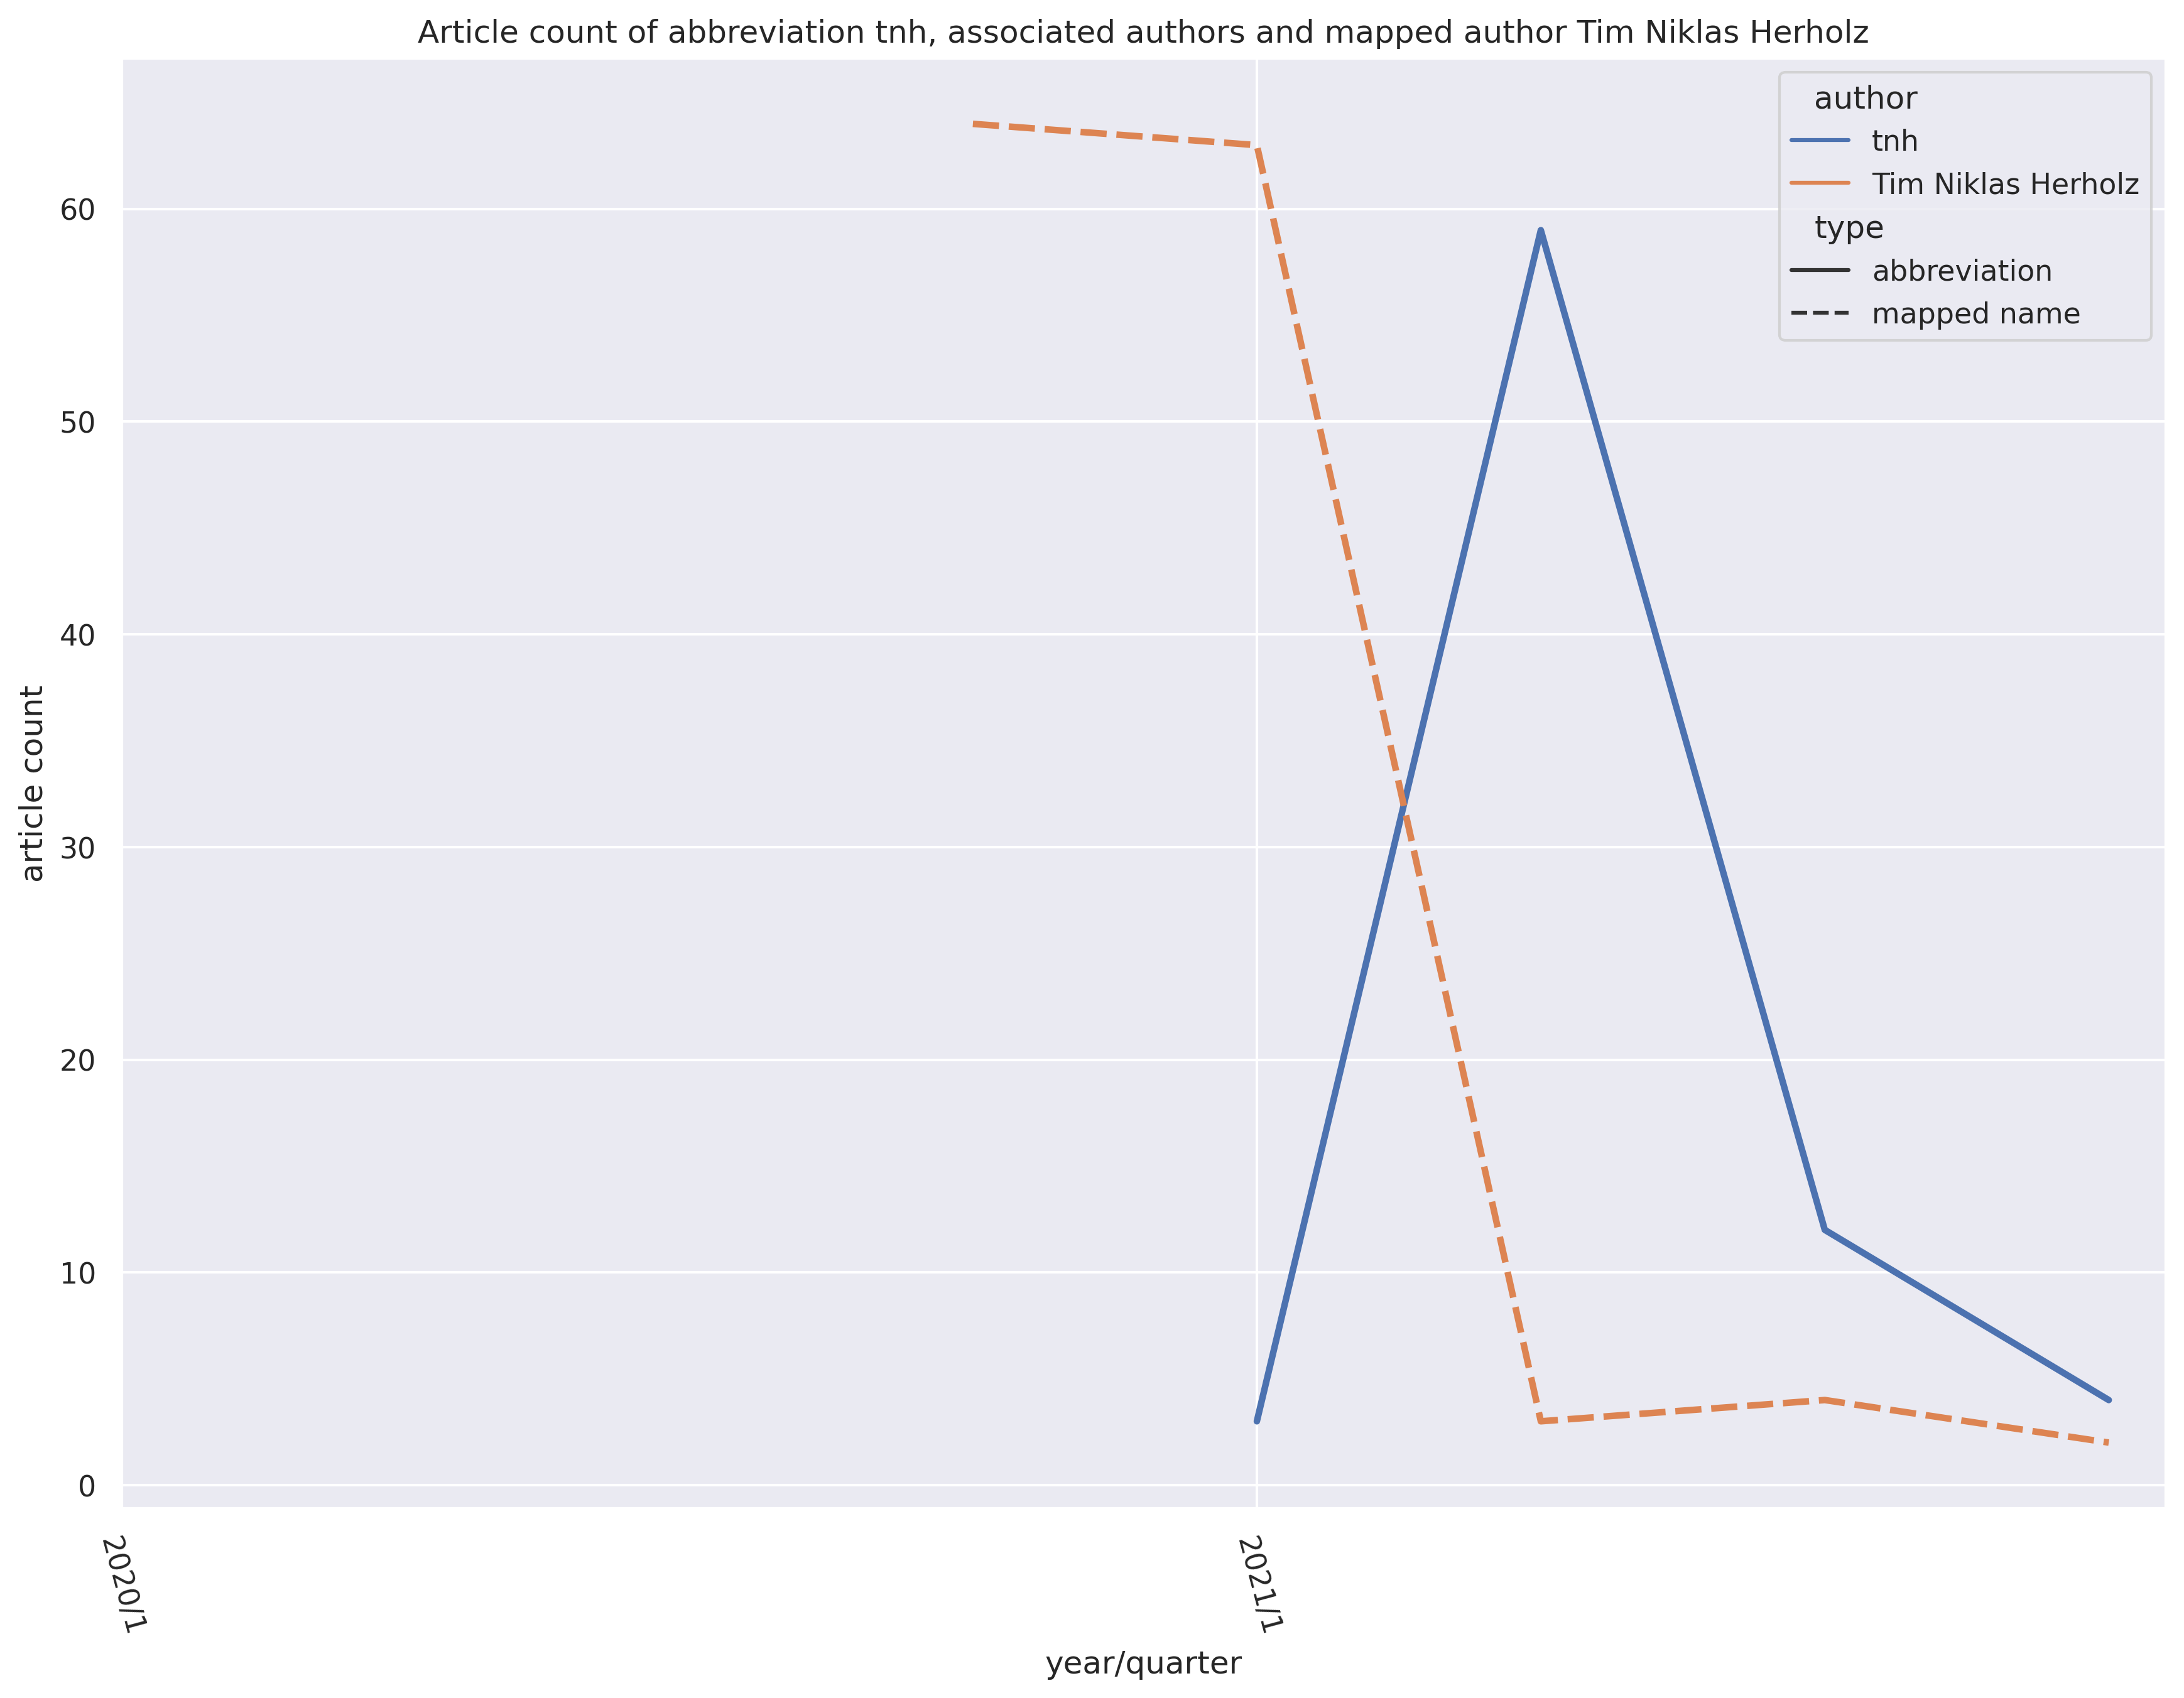 Article count of abbreviation tnh, associated authors and mapped author Tim Niklas Herholz
author
tnh
Tim Niklas Herholz
type
abbreviation
mapped name
60
50
40
30
20
10
0
article count
2020/1
2021/1
year/quarter